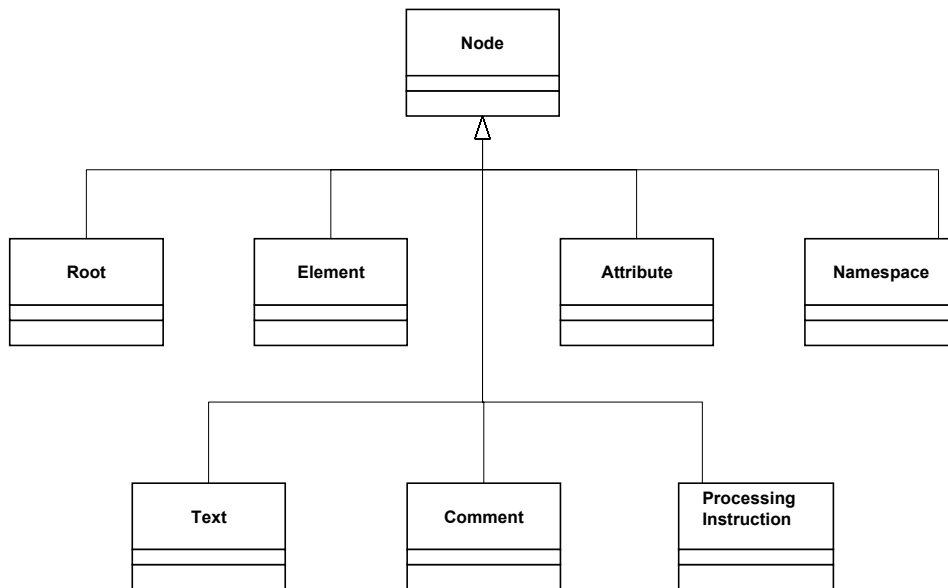 Node
Root
Element
Attribute
Namespace
Text
Comment
Processing
Instruction